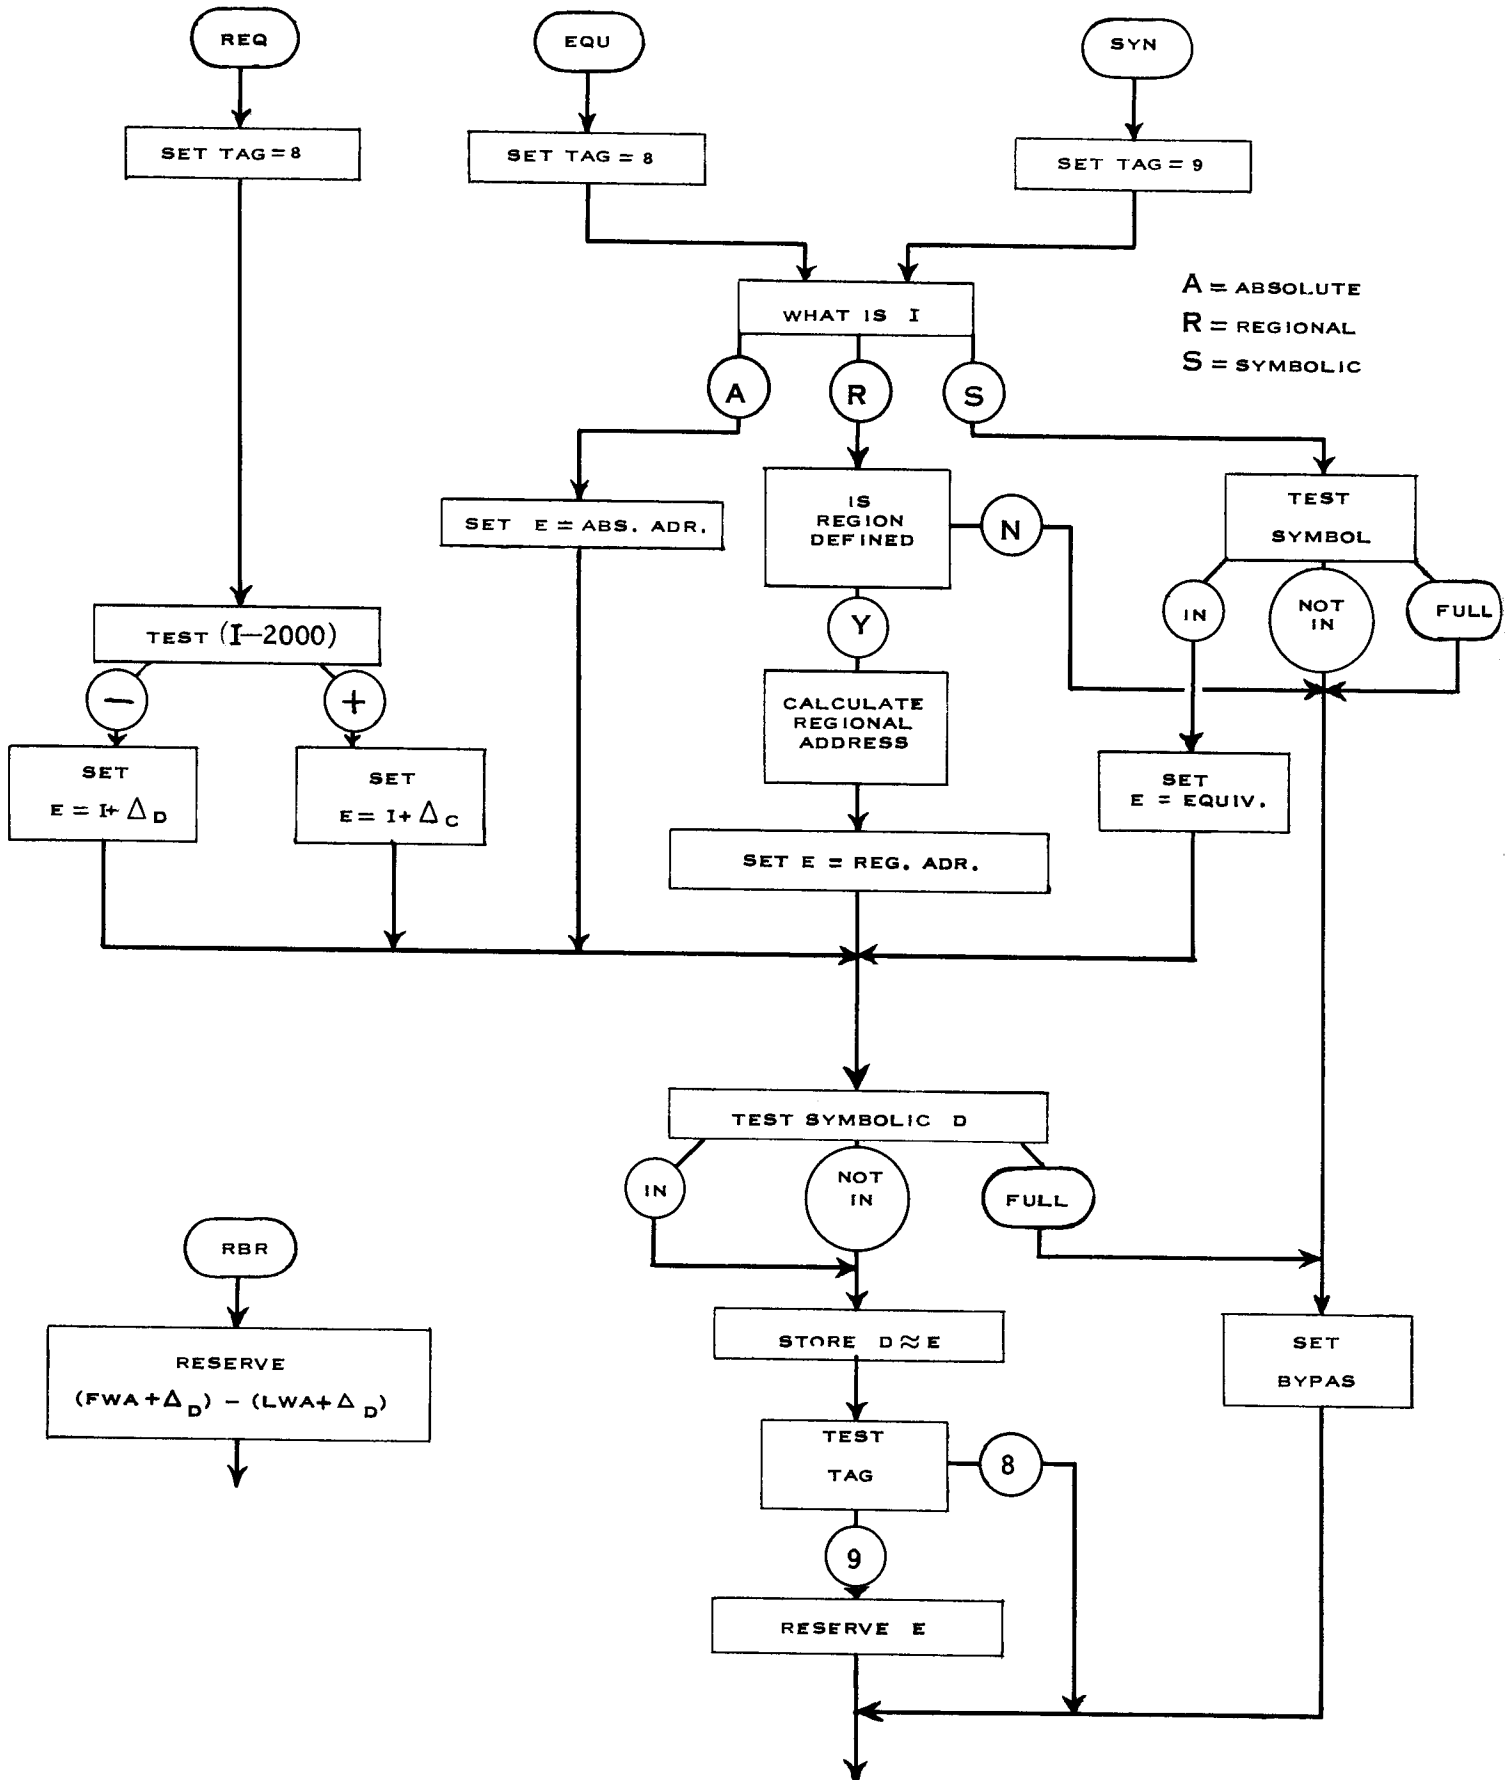 REQ
EQU
SYN
SET TAG = 8
SET TAG = 8
SET TAG = 9
WHAT IS I
A = ABSOLUTE
R = REGIONAL
S = SYMBOLIC
A
R
S
SET E = ABS. ADR.
IS
REGION
DEFINED
N
TEST
SYMBOL
IN
NOT
IN
FULL
Y
TEST (I—2000)
—
+
CALCULATE
REGIONAL
ADDRESS
SET
E = I+ Δ D
SET
E = I+ Δ C
SET
E = EQUIV.
SET E = REG. ADR.
TEST SYMBOLIC D
IN
NOT
IN
FULL
RBR
RESERVE
(FWA + Δ D) — (LWA+ Δ D)
STORE D ≈ E
SET
BYPAS
TEST
TAG
8
9
RESERVE E